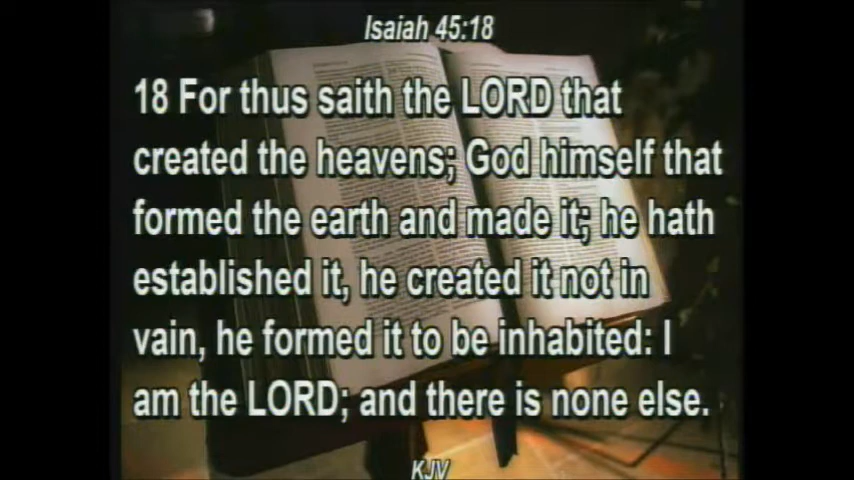 Isaiah 45:18
18 For thus saith the LORD that
created the heavens; God himself that
formed the earth and made it; he hath
established it, he created it not in
vain, he formed it to be inhabited: I
am the LORD; and there is none else.
KJV